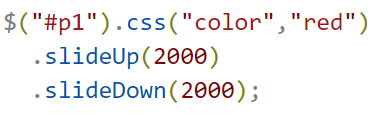 $("#p1").css("color","red")
  .slideUp(2000)
  .slideDown(2000);